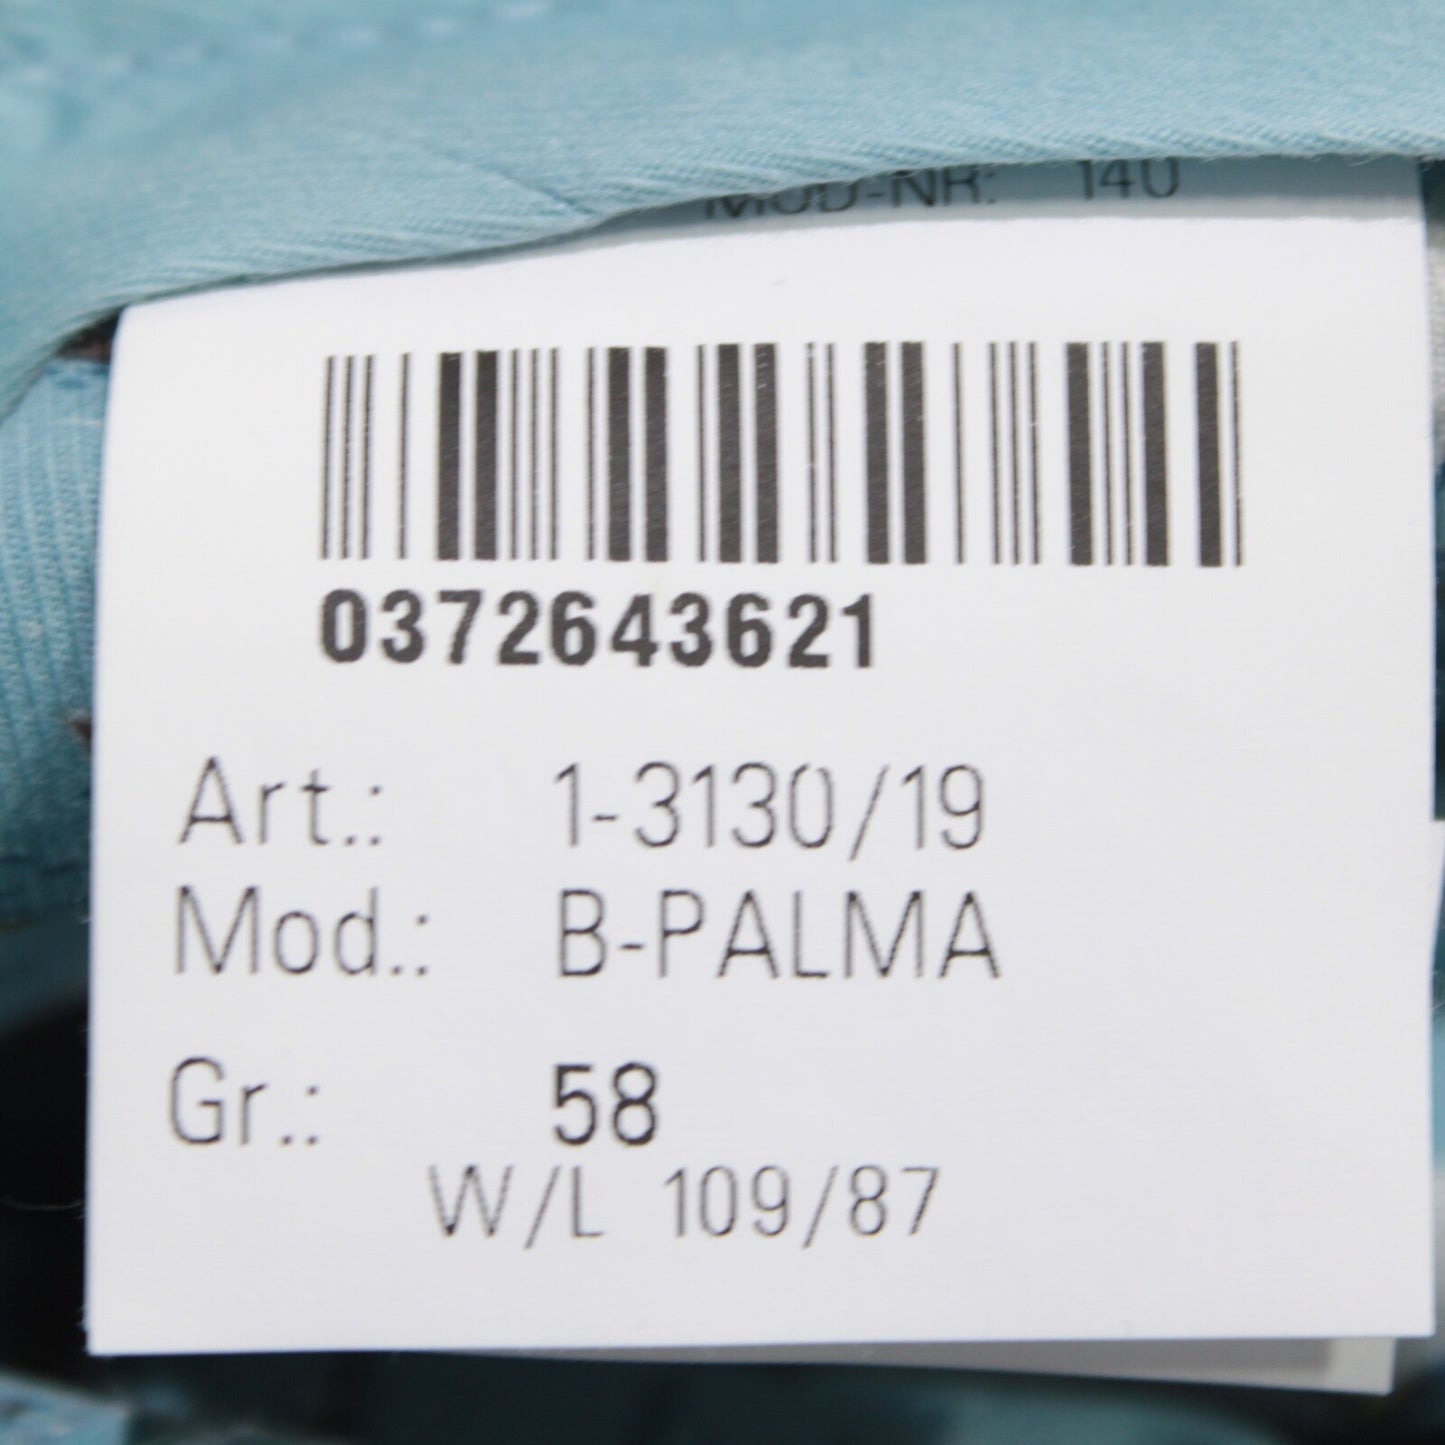 MOD-NR: 140
0372643621
Art.: 1-3130/19
Mod.: B-PALMA
Gr.: 58
W/L 109/87